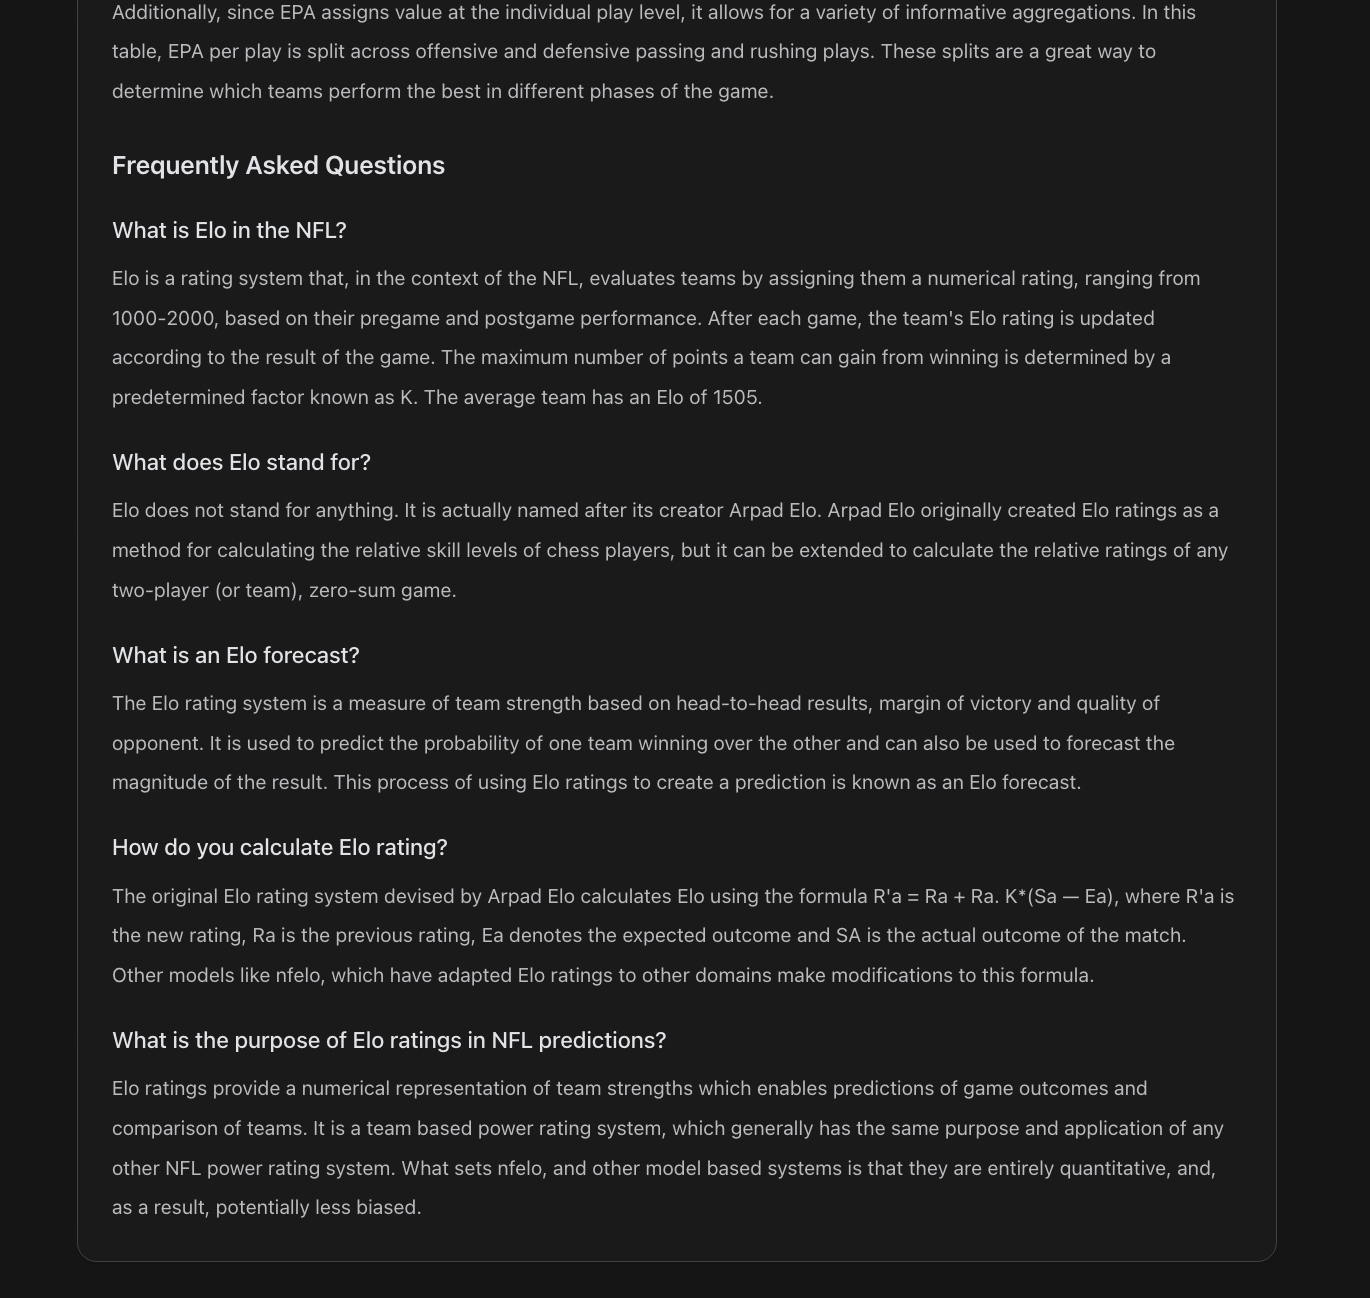 Additionally, since EPA assigns value at the individual play level, it allows for a variety of informative aggregations. In this
table, EPA per play is split across offensive and defensive passing and rushing plays. These splits are a great way to
determine which teams perform the best in different phases of the game.
Frequently Asked Questions
What is Elo in the NFL?
Elo is a rating system that, in the context of the NFL, evaluates teams by assigning them a numerical rating, ranging from
1000-2000, based on their pregame and postgame performance. After each game, the team's Elo rating is updated
according to the result of the game. The maximum number of points a team can gain from winning is determined by a
predetermined factor known as K. The average team has an Elo of 1505.
What does Elo stand for?
Elo does not stand for anything. It is actually named after its creator Arpad Elo. Arpad Elo originally created Elo ratings as a
method for calculating the relative skill levels of chess players, but it can be extended to calculate the relative ratings of any
two-player (or team), zero-sum game.
What is an Elo forecast?
The Elo rating system is a measure of team strength based on head-to-head results, margin of victory and quality of
opponent. It is used to predict the probability of one team winning over the other and can also be used to forecast the
magnitude of the result. This process of using Elo ratings to create a prediction is known as an Elo forecast.
How do you calculate Elo rating?
The original Elo rating system devised by Arpad Elo calculates Elo using the formula R'a = Ra + Ra. K*(Sa — Ea), where R'a is
the new rating, Ra is the previous rating, Ea denotes the expected outcome and SA is the actual outcome of the match.
Other models like nfelo, which have adapted Elo ratings to other domains make modifications to this formula.
What is the purpose of Elo ratings in NFL predictions?
Elo ratings provide a numerical representation of team strengths which enables predictions of game outcomes and
comparison of teams. It is a team based power rating system, which generally has the same purpose and application of any
other NFL power rating system. What sets nfelo, and other model based systems is that they are entirely quantitative, and,
as a result, potentially less biased.